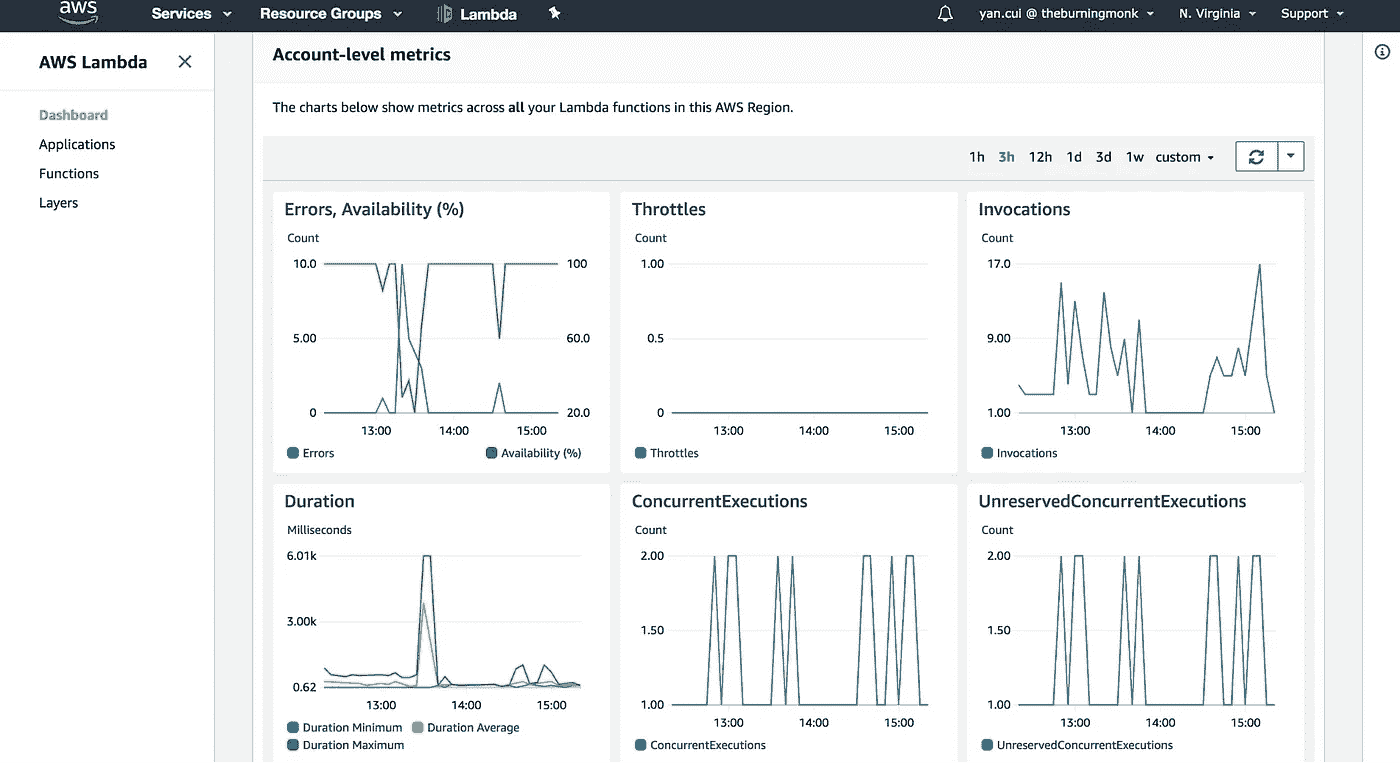 aws Services Resource Groups Lambda yan.cui @ theburningmonk N. Virginia Support
AWS Lambda
Dashboard
Applications
Functions
Layers
Account-level metrics
The charts below show metrics across all your Lambda functions in this AWS Region.
1h 3h 12h 1d 3d 1w custom
Errors, Availability (%)
Count
10.0 100
5.00 60.0
0 20.0
13:00 14:00 15:00
Errors Availability (%)
Throttles
Count
1.00
0.5
0
13:00 14:00 15:00
Throttles
Invocations
Count
17.0
9.00
1.00
13:00 14:00 15:00
Invocations
Duration
Milliseconds
6.01k
3.00k
0.62
13:00 14:00 15:00
Duration Minimum Duration Average
Duration Maximum
ConcurrentExecutions
Count
2.00
1.50
1.00
13:00 14:00 15:00
ConcurrentExecutions
UnreservedConcurrentExecutions
Count
2.00
1.50
1.00
13:00 14:00 15:00
UnreservedConcurrentExecutions